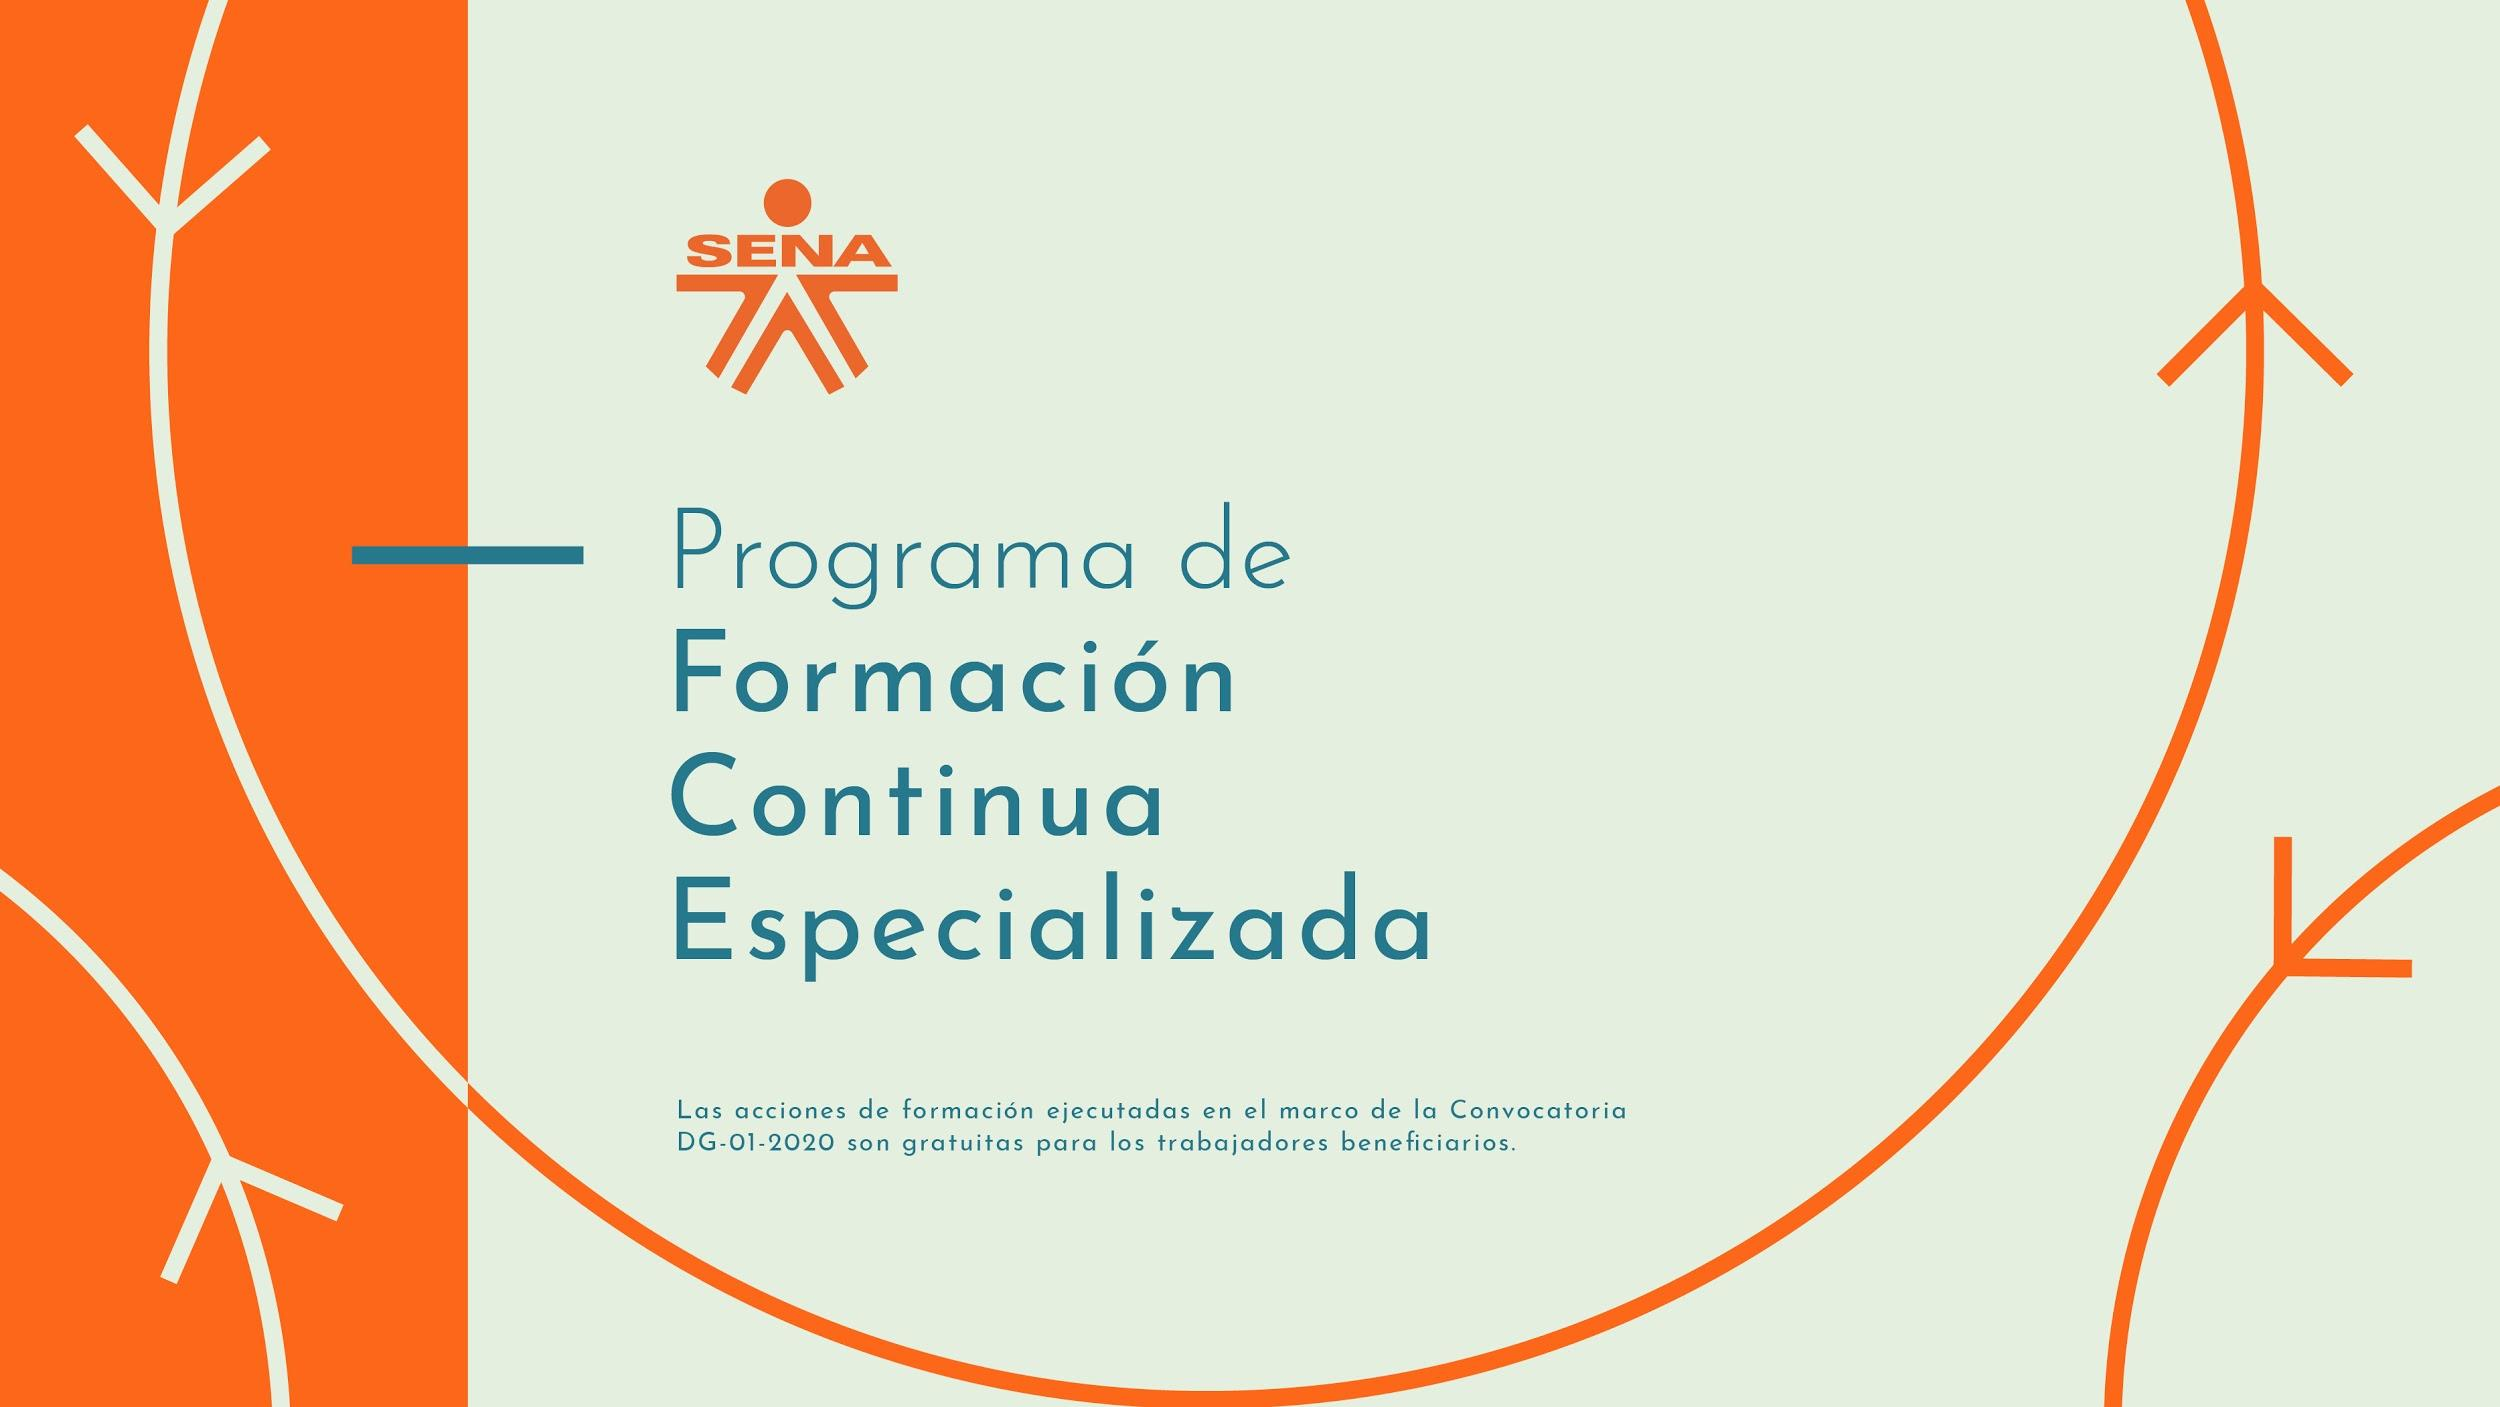 SENA
Programa de
Formación
Continua
Especializada
Las acciones de formación ejecutadas en el marco de la Convocatoria
DG-01-2020 son gratuitas para los trabajadores beneficiarios.